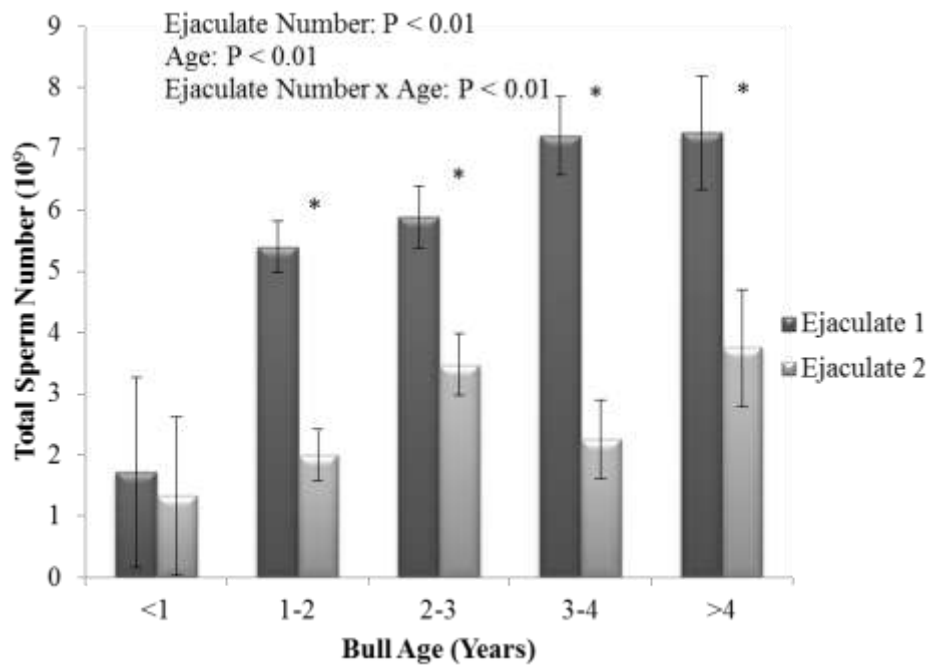 Ejaculate Number: P < 0.01
Age: P < 0.01
Ejaculate Number x Age: P < 0.01
Total Sperm Number (10⁹)
9
8
7
6
5
4
3
2
1
0
* * * *
Ejaculate 1
Ejaculate 2
<1 1-2 2-3 3-4 >4
Bull Age (Years)